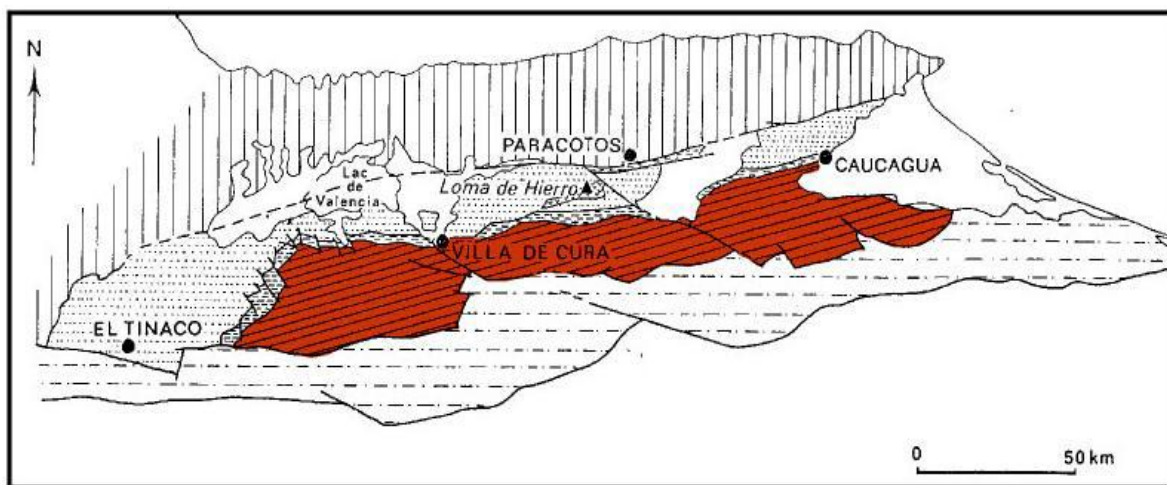 N
PARACOTOS
CAUCAGUA
Loma de Hierro
Lac
de
Valencia
VILLA DE CURA
EL TINACO
0 50 km